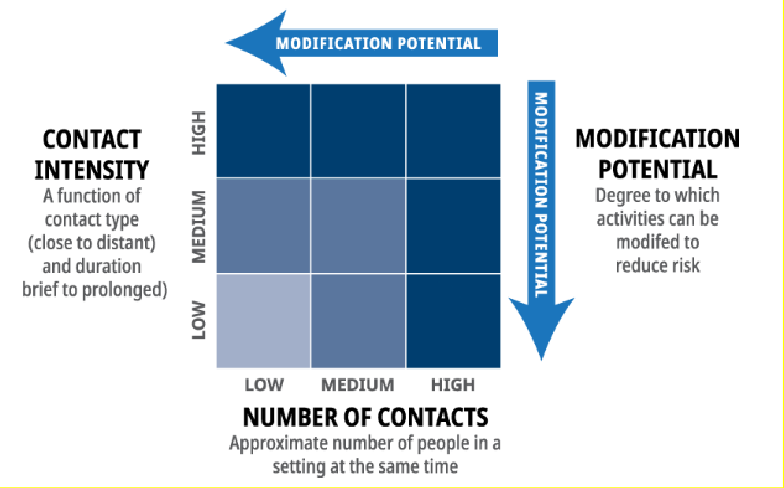 MODIFICATION POTENTIAL
CONTACT
INTENSITY
A function of
contact type
(close to distant)
and duration
brief to prolonged)
HIGH
MEDIUM
LOW
MODIFICATION POTENTIAL
MODIFICATION
POTENTIAL
Degree to which
activities can be
modifed to
reduce risk
LOW MEDIUM HIGH
NUMBER OF CONTACTS
Approximate number of people in a
setting at the same time